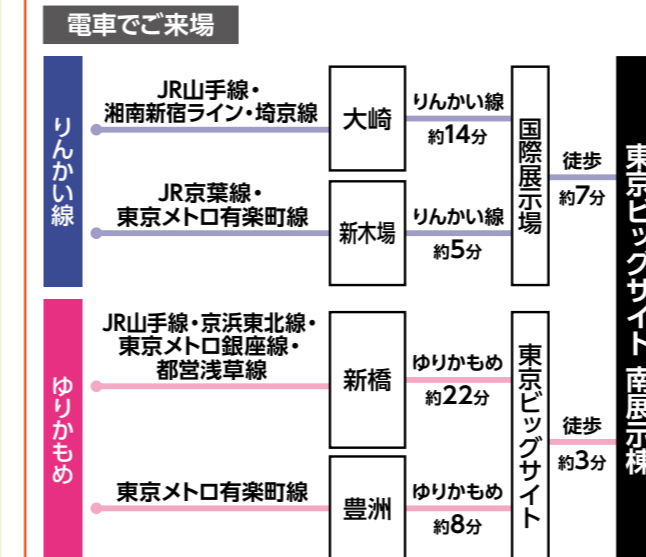 電車でご来場
りんかい線
JR山手線・
湘南新宿ライン・埼京線
大崎
りんかい線
約14分
JR京葉線・
東京メトロ有楽町線
新木場
りんかい線
約5分
国際展示場
徒歩
約7分
ゆりかもめ
JR山手線・京浜東北線・
東京メトロ銀座線・
都営浅草線
新橋
ゆりかもめ
約22分
東京メトロ有楽町線
豊洲
ゆりかもめ
約8分
東京ビッグサイト
徒歩
約3分
東京ビッグサイト 南展示棟